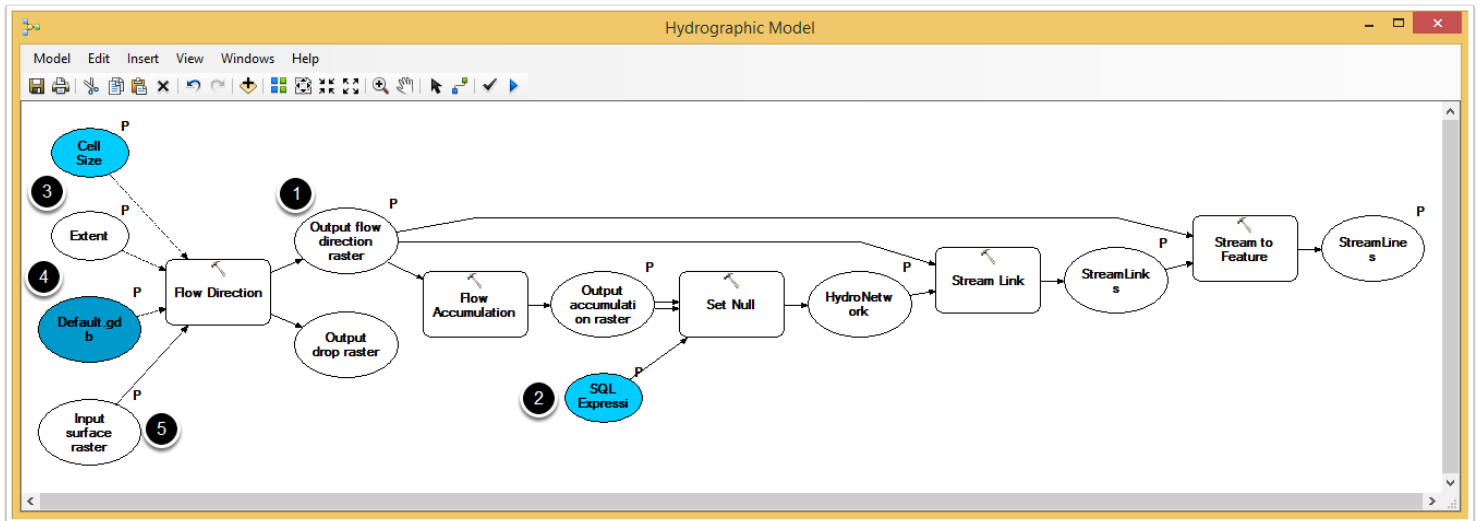 Hydrographic Model
Model Edit Insert View Windows Help
P
Cell
Size
3
P
Extent
4
P
Default.gd
b
P
Input
surface
raster
5
Flow Direction
1
P
Output flow
direction
raster
Output
drop raster
Flow
Accumulation
P
Output
accumulati
on raster
2
P
SQL
Expressi
Set Null
P
HydroNetw
ork
Stream Link
P
StreamLink
s
Stream to
Feature
P
StreamLine
s